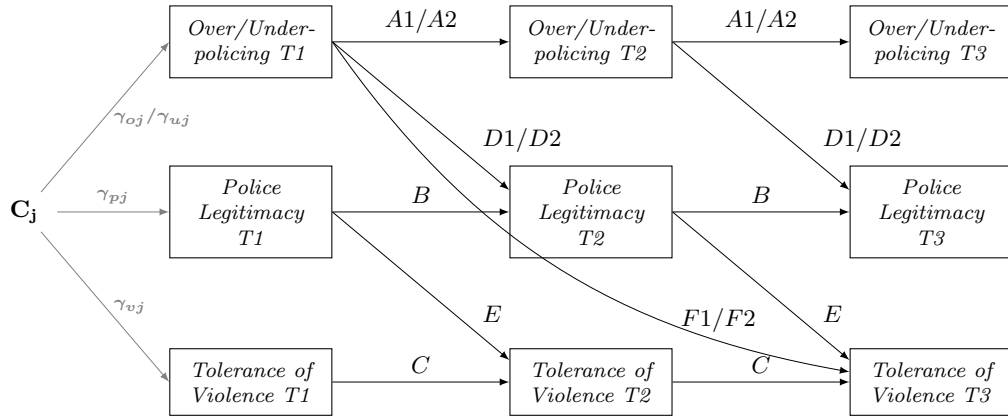 Over/Under-
policing T1
A1/A2
Over/Under-
policing T2
A1/A2
Over/Under-
policing T3
γoj/γuj
D1/D2
D1/D2
Cj
γpj
Police
Legitimacy
T1
B
Police
Legitimacy
T2
B
Police
Legitimacy
T3
γvj
E
F1/F2
E
Tolerance of
Violence T1
C
Tolerance of
Violence T2
C
Tolerance of
Violence T3